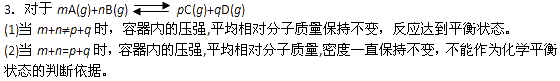 3．对于 mA(g)+nB(g) ⇌ pC(g)+qD(g)
(1)当 m+n≠p+q 时，容器内的压强,平均相对分子质量保持不变，反应达到平衡状态。
(2)当 m+n=p+q 时，容器内的压强,平均相对分子质量,密度一直保持不变,不能作为化学平衡
状态的判断依据。